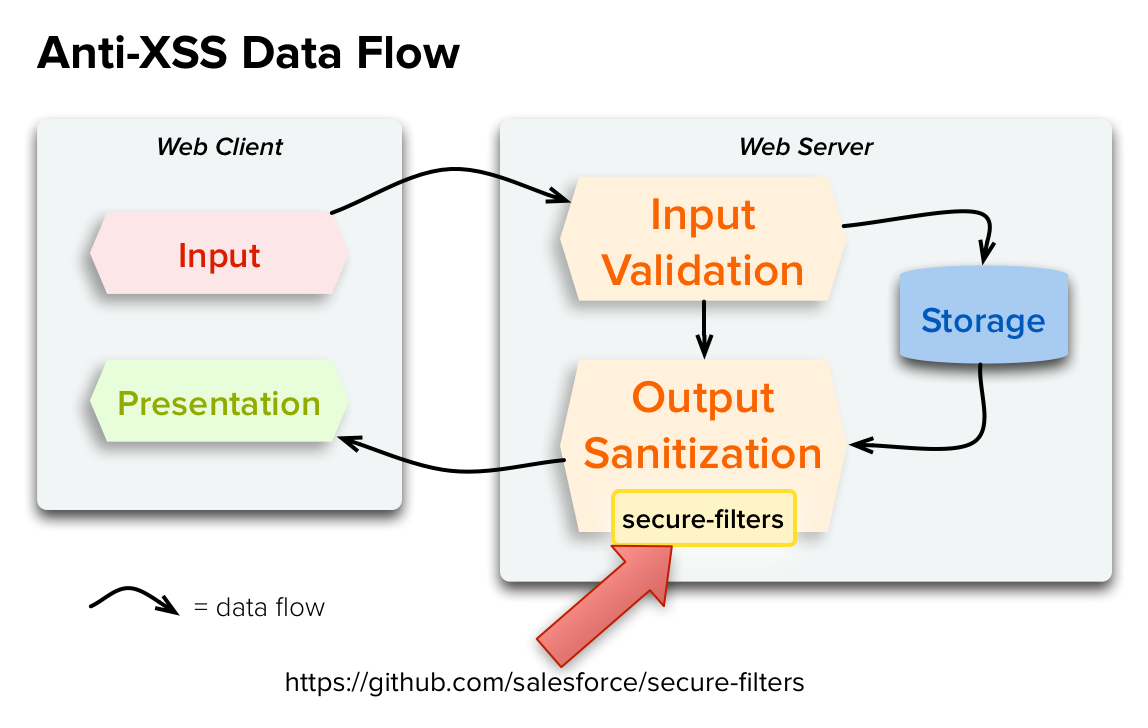 Anti-XSS Data Flow
Web Client
Input
Presentation
Web Server
Input
Validation
Storage
Output
Sanitization
secure-filters
= data flow
https://github.com/salesforce/secure-filters